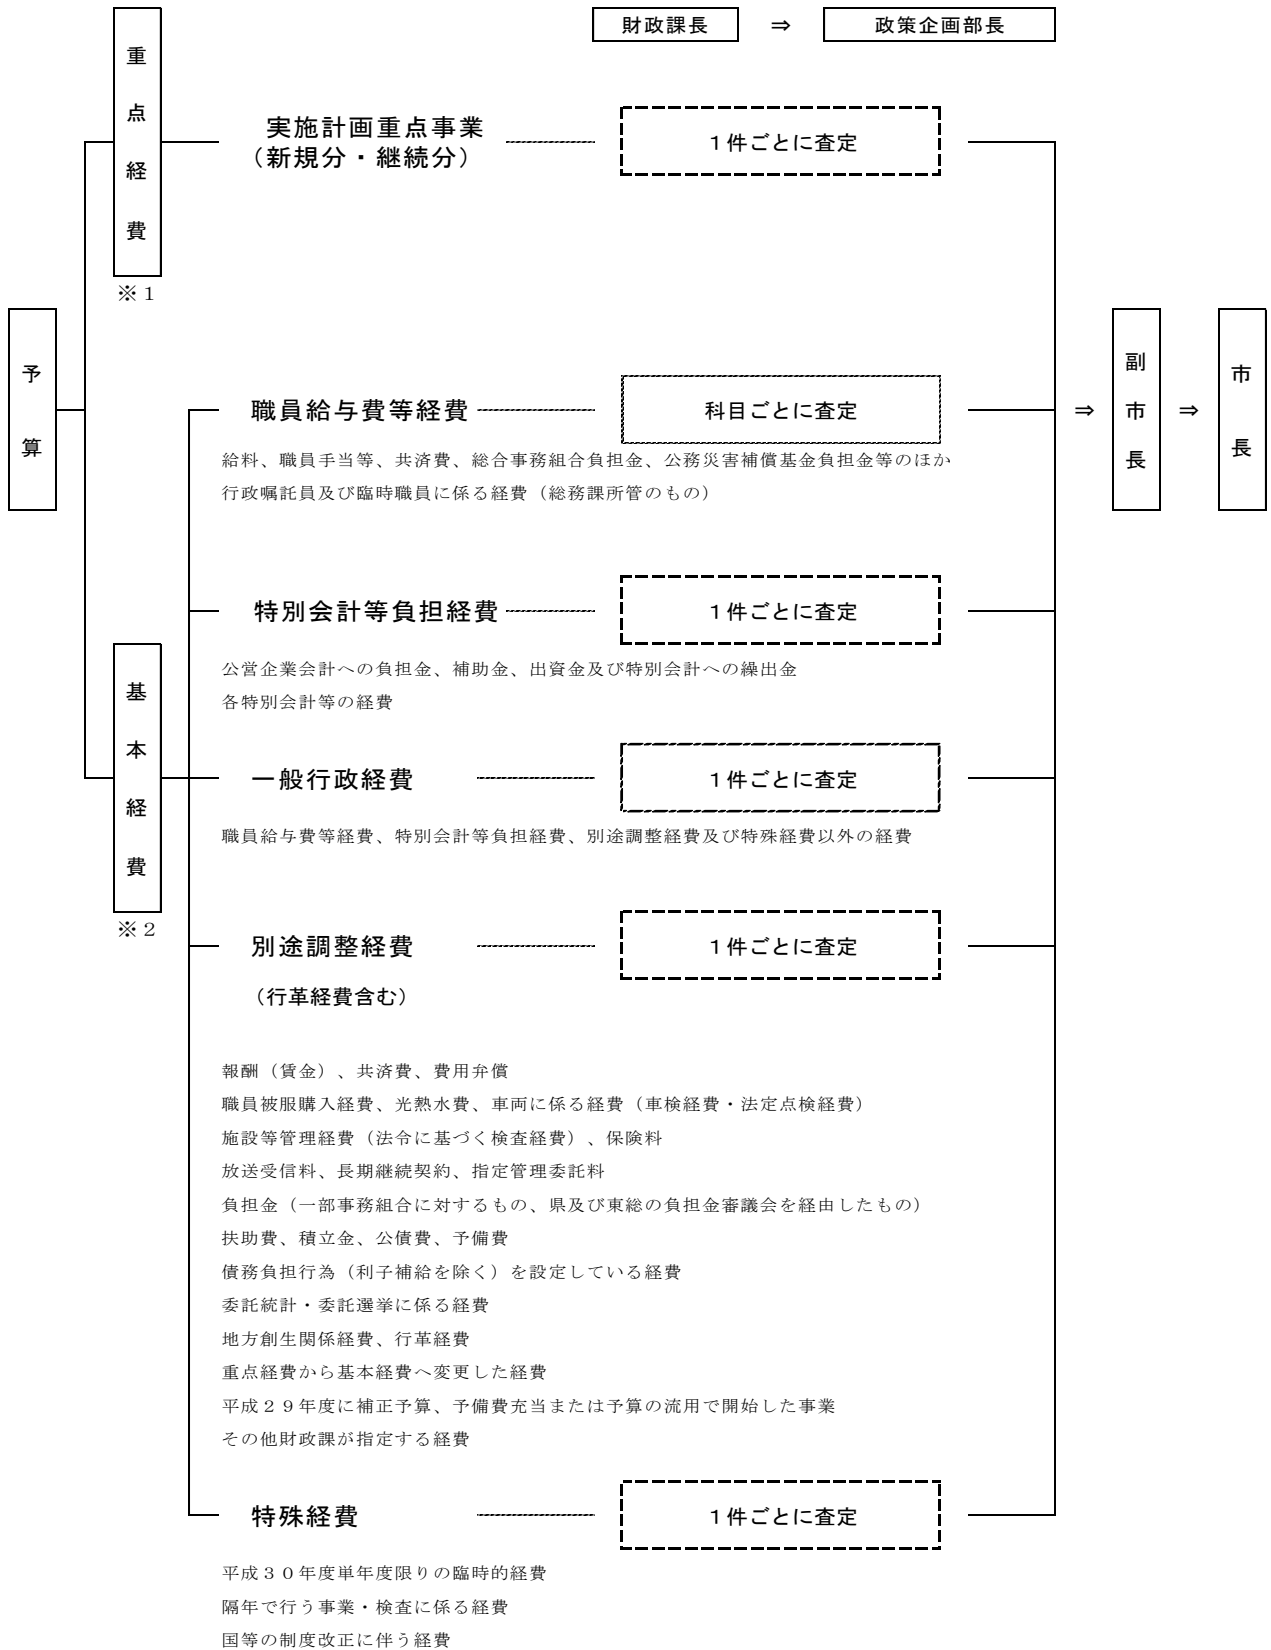 財政課長 ⇒ 政策企画部長
重点経費
※１
実施計画重点事業
（新規分・継続分）
１件ごとに査定
予算
職員給与費等経費
科目ごとに査定
給料、職員手当等、共済費、総合事務組合負担金、公務災害補償基金負担金等のほか
行政嘱託員及び臨時職員に係る経費（総務課所管のもの）
⇒ 副市長 ⇒ 市長
特別会計等負担経費
１件ごとに査定
公営企業会計への負担金、補助金、出資金及び特別会計への繰出金
各特別会計等の経費
基本経費
※２
一般行政経費
１件ごとに査定
職員給与費等経費、特別会計等負担経費、別途調整経費及び特殊経費以外の経費
別途調整経費
１件ごとに査定
（行革経費含む）
報酬（賃金）、共済費、費用弁償
職員被服購入経費、光熱水費、車両に係る経費（車検経費・法定点検経費）
施設等管理経費（法令に基づく検査経費）、保険料
放送受信料、長期継続契約、指定管理委託料
負担金（一部事務組合に対するもの、県及び東総の負担金審議会を経由したもの）
扶助費、積立金、公債費、予備費
債務負担行為（利子補給を除く）を設定している経費
委託統計・委託選挙に係る経費
地方創生関係経費、行革経費
重点経費から基本経費へ変更した経費
平成２９年度に補正予算、予備費充当または予算の流用で開始した事業
その他財政課が指定する経費
特殊経費
１件ごとに査定
平成３０年度単年度限りの臨時的経費
隔年で行う事業・検査に係る経費
国等の制度改正に伴う経費